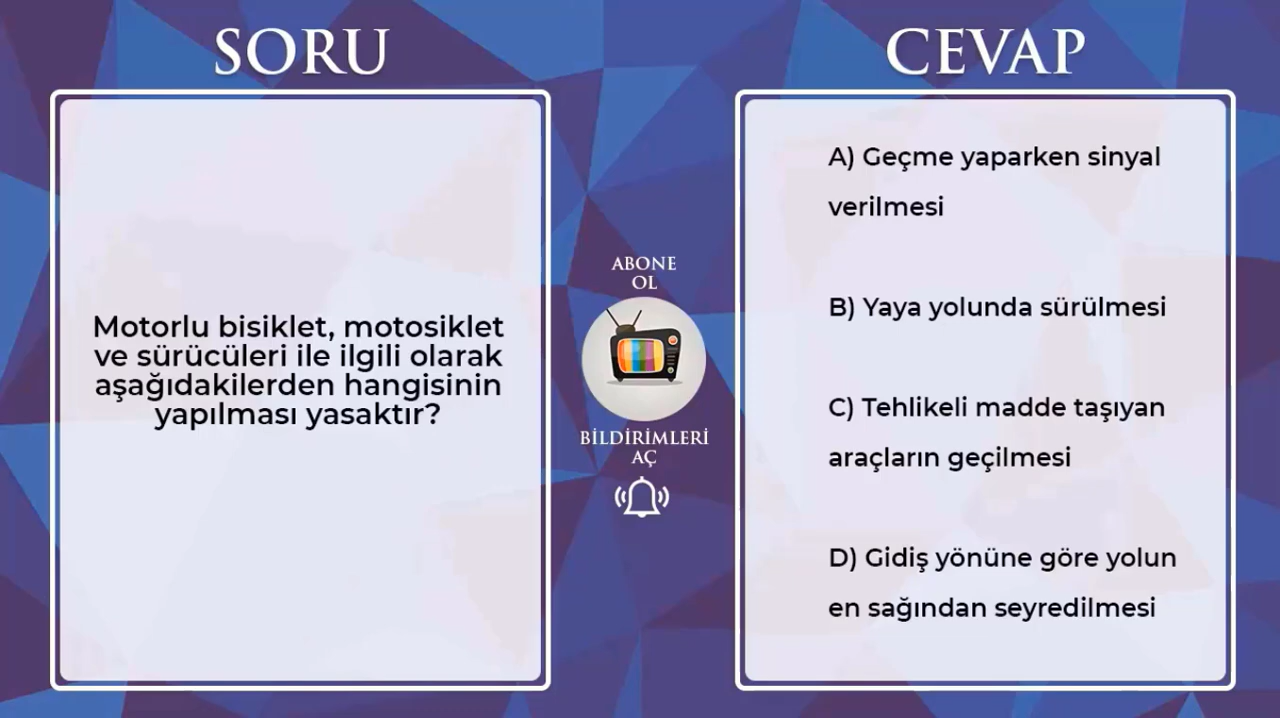 SORU
Motorlu bisiklet, motosiklet
ve sürücüleri ile ilgili olarak
aşağıdakilerden hangisinin
yapılması yasaktır?
ABONE
OL
BİLDİRİMLERİ
AÇ
CEVAP
A) Geçme yaparken sinyal
verilmesi
B) Yaya yolunda sürülmesi
C) Tehlikeli madde taşıyan
araçların geçilmesi
D) Gidiş yönüne göre yolun
en sağından seyredilmesi